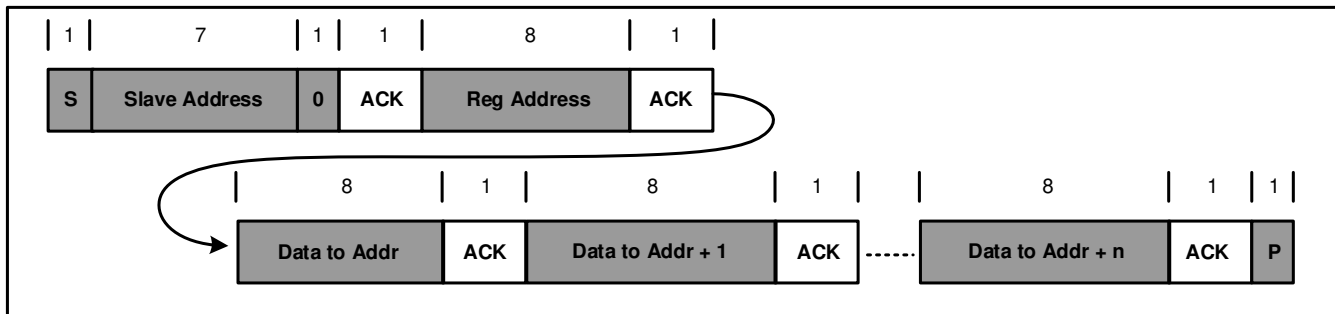 1 7 1 1 8 1
S Slave Address 0 ACK Reg Address ACK
8 1 8 1 8 1 1
Data to Addr ACK Data to Addr + 1 ACK Data to Addr + n ACK P